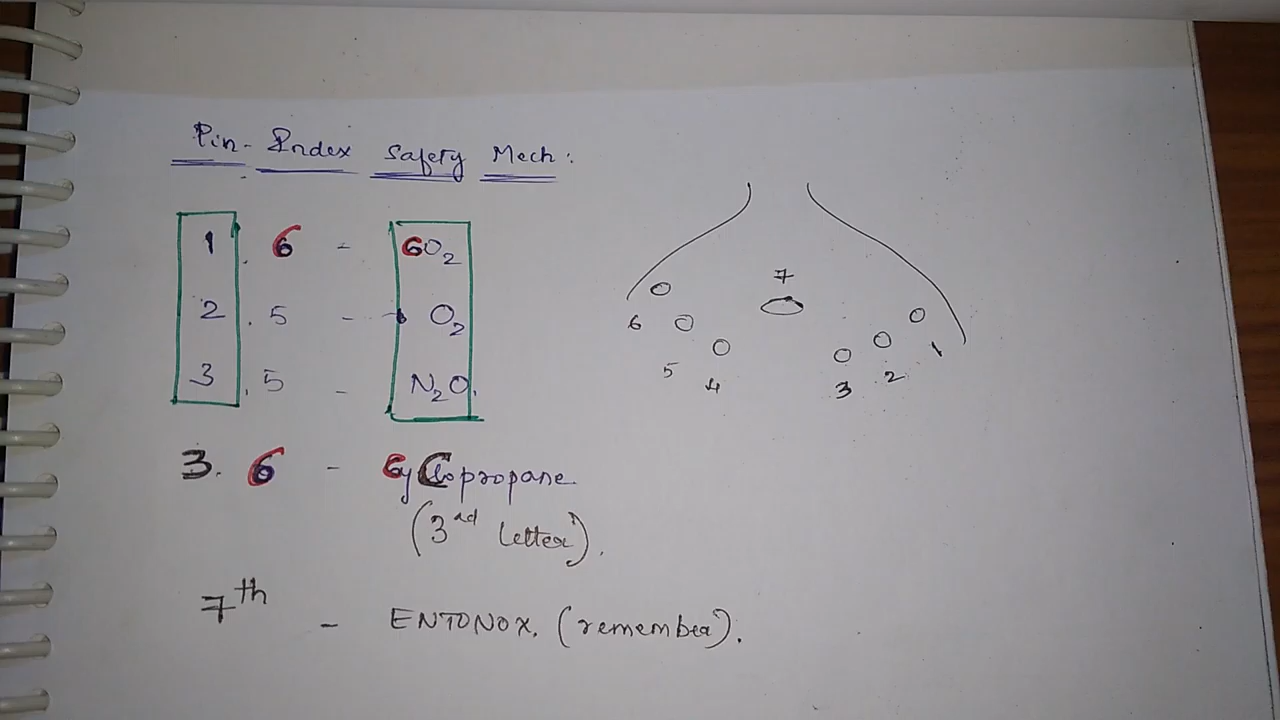 Pin-Index Safety Mech:
1 . 6 - CO2
2 . 5 - O2
3 . 5 - N2O.
3. 6 - CyClopropane
(3rd Letter).
7th - ENTONOX. (remember).
7
6 5 4 3 2 1